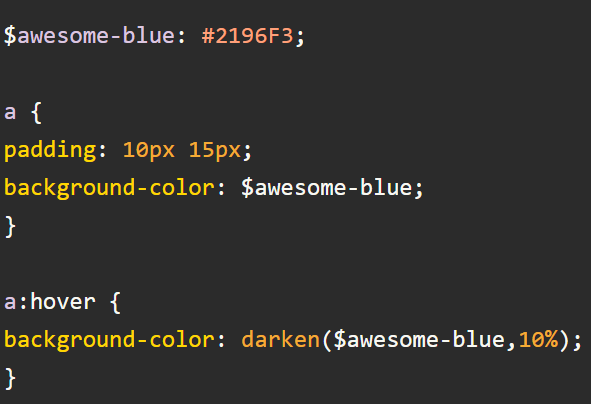 $awesome-blue: #2196F3;
a {
padding: 10px 15px;
background-color: $awesome-blue;
}
a:hover {
background-color: darken($awesome-blue,10%);
}